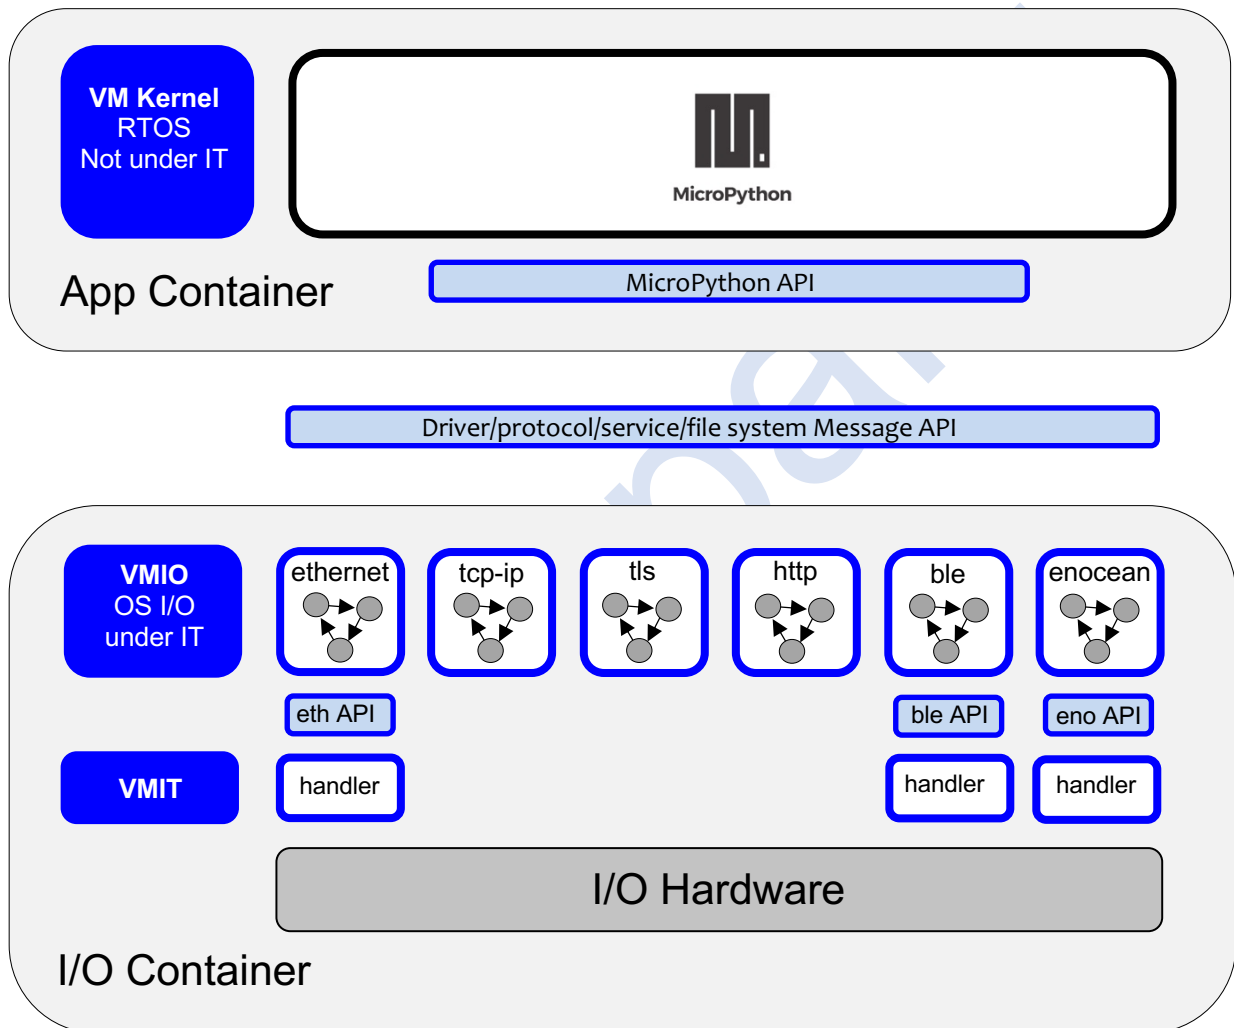 VM Kernel
RTOS
Not under IT
MicroPython
App Container
MicroPython API
Driver/protocol/service/file system Message API
VMIO
OS I/O
under IT
ethernet
tcp-ip
tls
http
ble
enocean
eth API
ble API
eno API
VMIT
handler
handler
handler
I/O Hardware
I/O Container